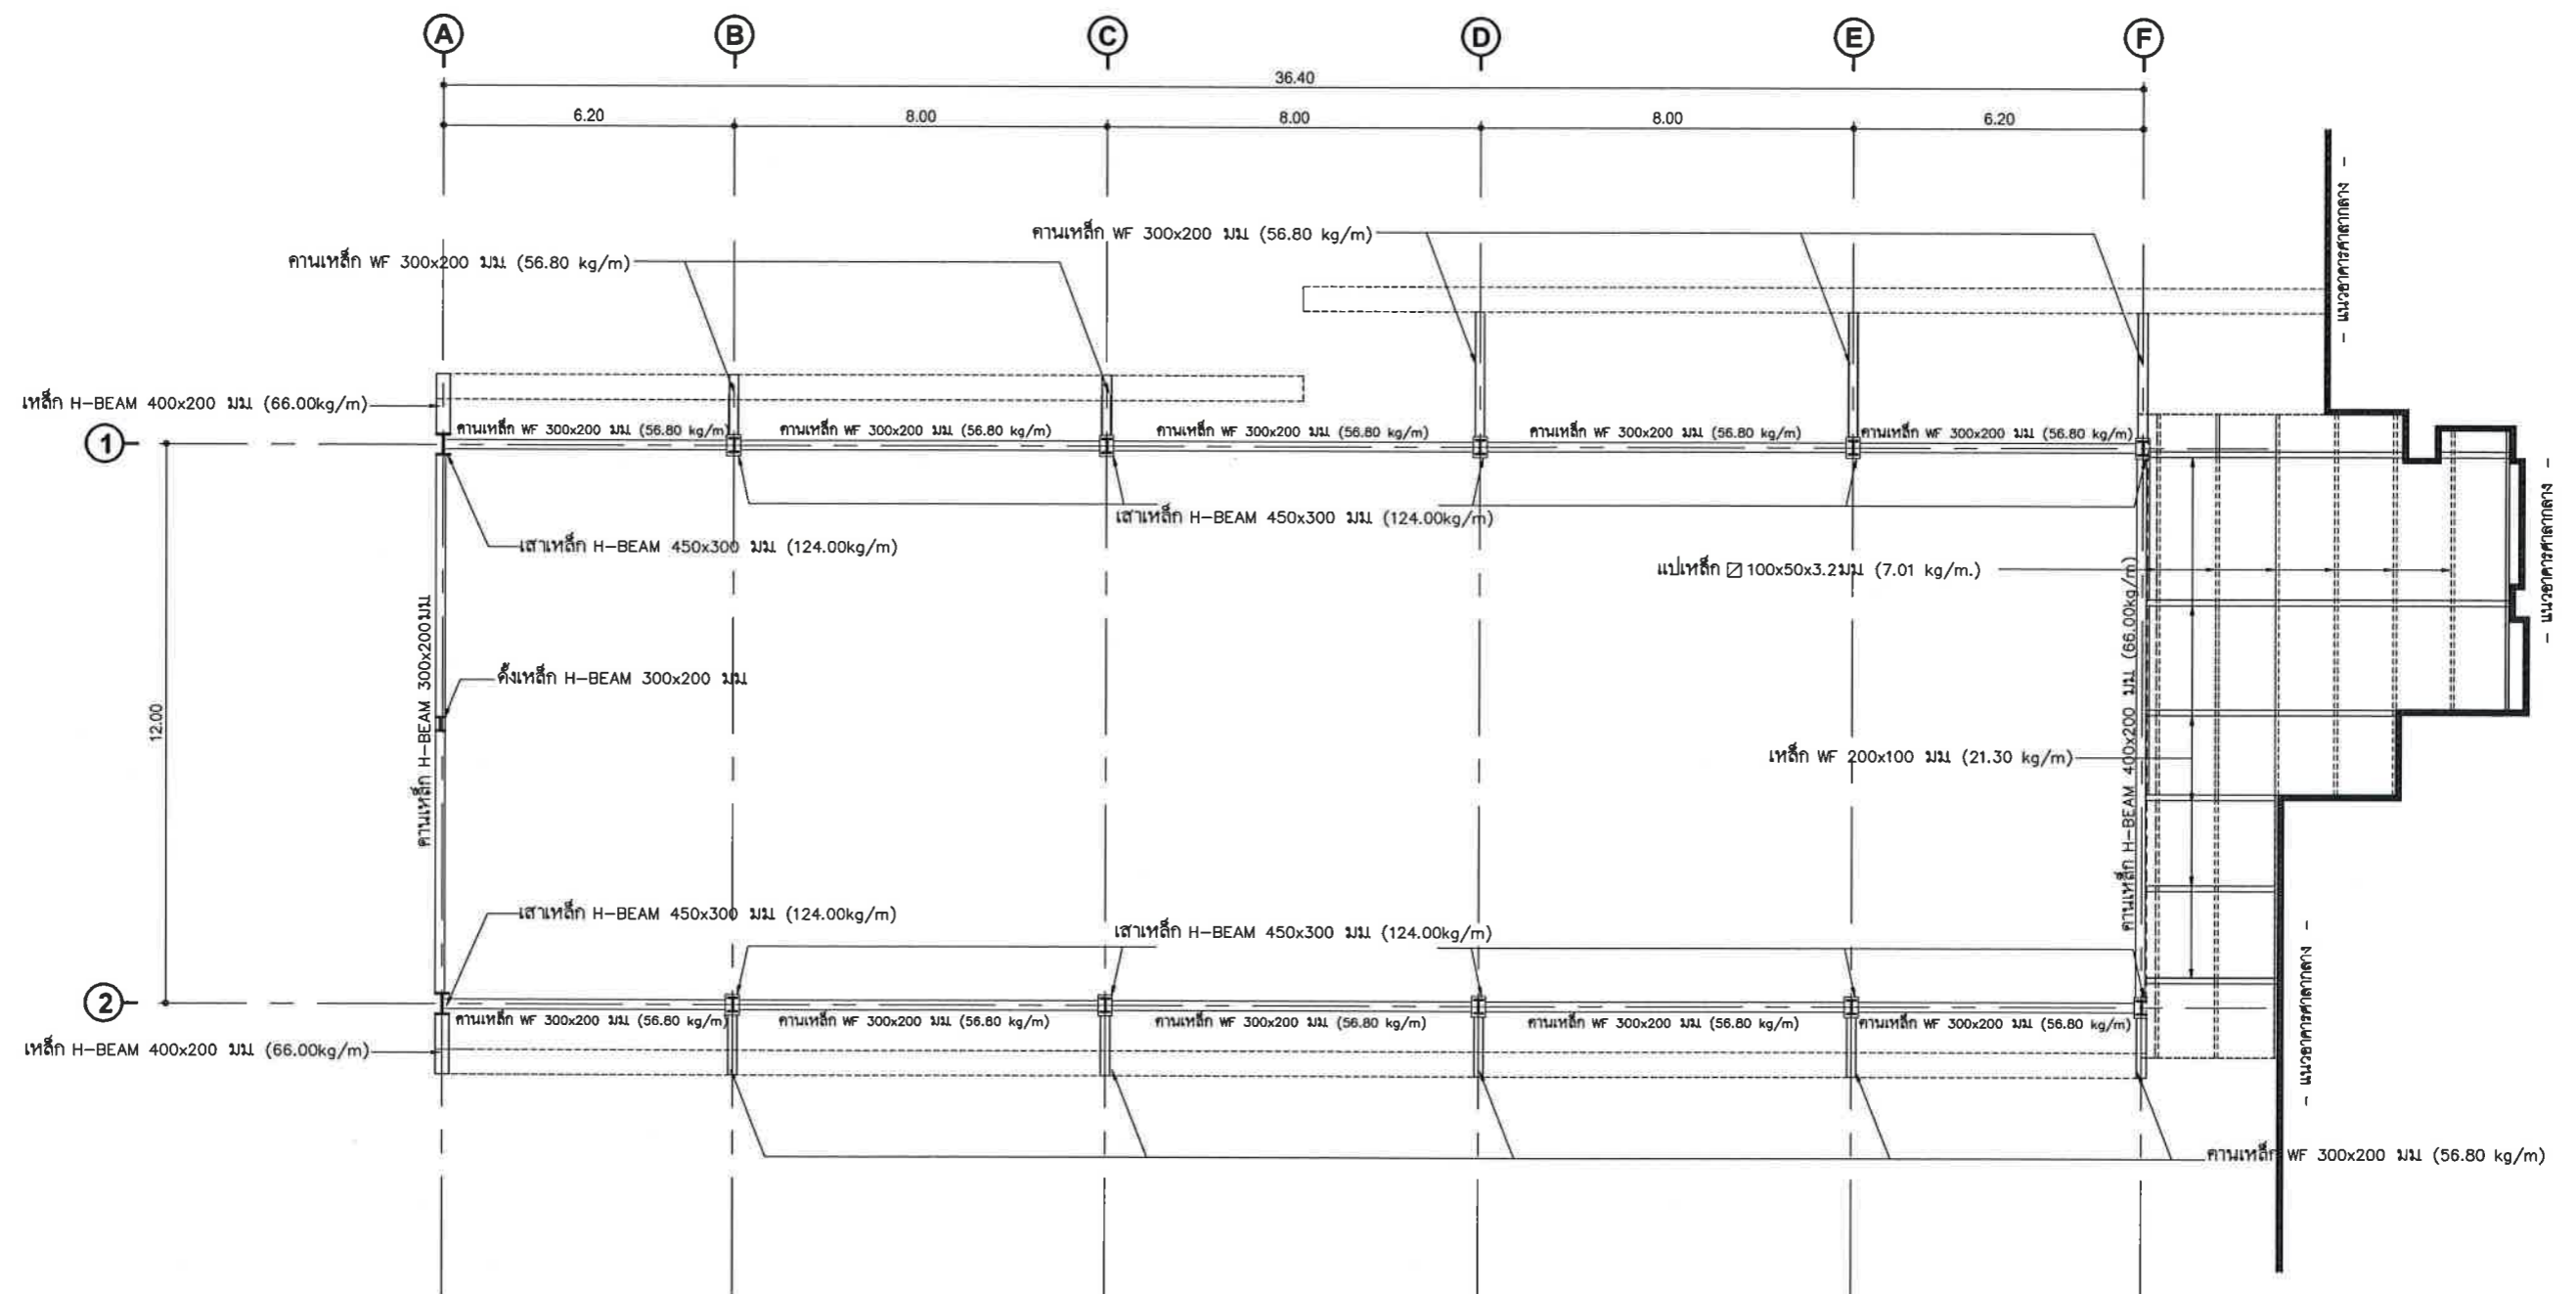 A B C D E F
36.40
6.20 8.00 8.00 8.00 6.20
- แนวอาคารศาลากลาง -
คานเหล็ก WF 300x200 มม. (56.80 kg/m)
คานเหล็ก WF 300x200 มม. (56.80 kg/m)
เหล็ก H-BEAM 400x200 มม. (66.00kg/m)
1
คานเหล็ก WF 300x200 มม. (56.80 kg/m)
คานเหล็ก WF 300x200 มม. (56.80 kg/m)
คานเหล็ก WF 300x200 มม. (56.80 kg/m)
คานเหล็ก WF 300x200 มม. (56.80 kg/m)
คานเหล็ก WF 300x200 มม. (56.80 kg/m)
เสาเหล็ก H-BEAM 450x300 มม. (124.00kg/m)
เสาเหล็ก H-BEAM 450x300 มม. (124.00kg/m)
- แนวอาคารศาลากลาง -
แปเหล็ก 100x50x3.2มม. (7.01 kg/m.)
คานเหล็ก H-BEAM 300x200มม.
ดั้งเหล็ก H-BEAM 300x200 มม.
12.00
คานเหล็ก H-BEAM 400x200 มม. (66.00kg/m)
เหล็ก WF 200x100 มม. (21.30 kg/m)
เสาเหล็ก H-BEAM 450x300 มม. (124.00kg/m)
เสาเหล็ก H-BEAM 450x300 มม. (124.00kg/m)
- แนวอาคารศาลากลาง -
2
คานเหล็ก WF 300x200 มม. (56.80 kg/m)
คานเหล็ก WF 300x200 มม. (56.80 kg/m)
คานเหล็ก WF 300x200 มม. (56.80 kg/m)
คานเหล็ก WF 300x200 มม. (56.80 kg/m)
คานเหล็ก WF 300x200 มม. (56.80 kg/m)
เหล็ก H-BEAM 400x200 มม. (66.00kg/m)
คานเหล็ก WF 300x200 มม. (56.80 kg/m)